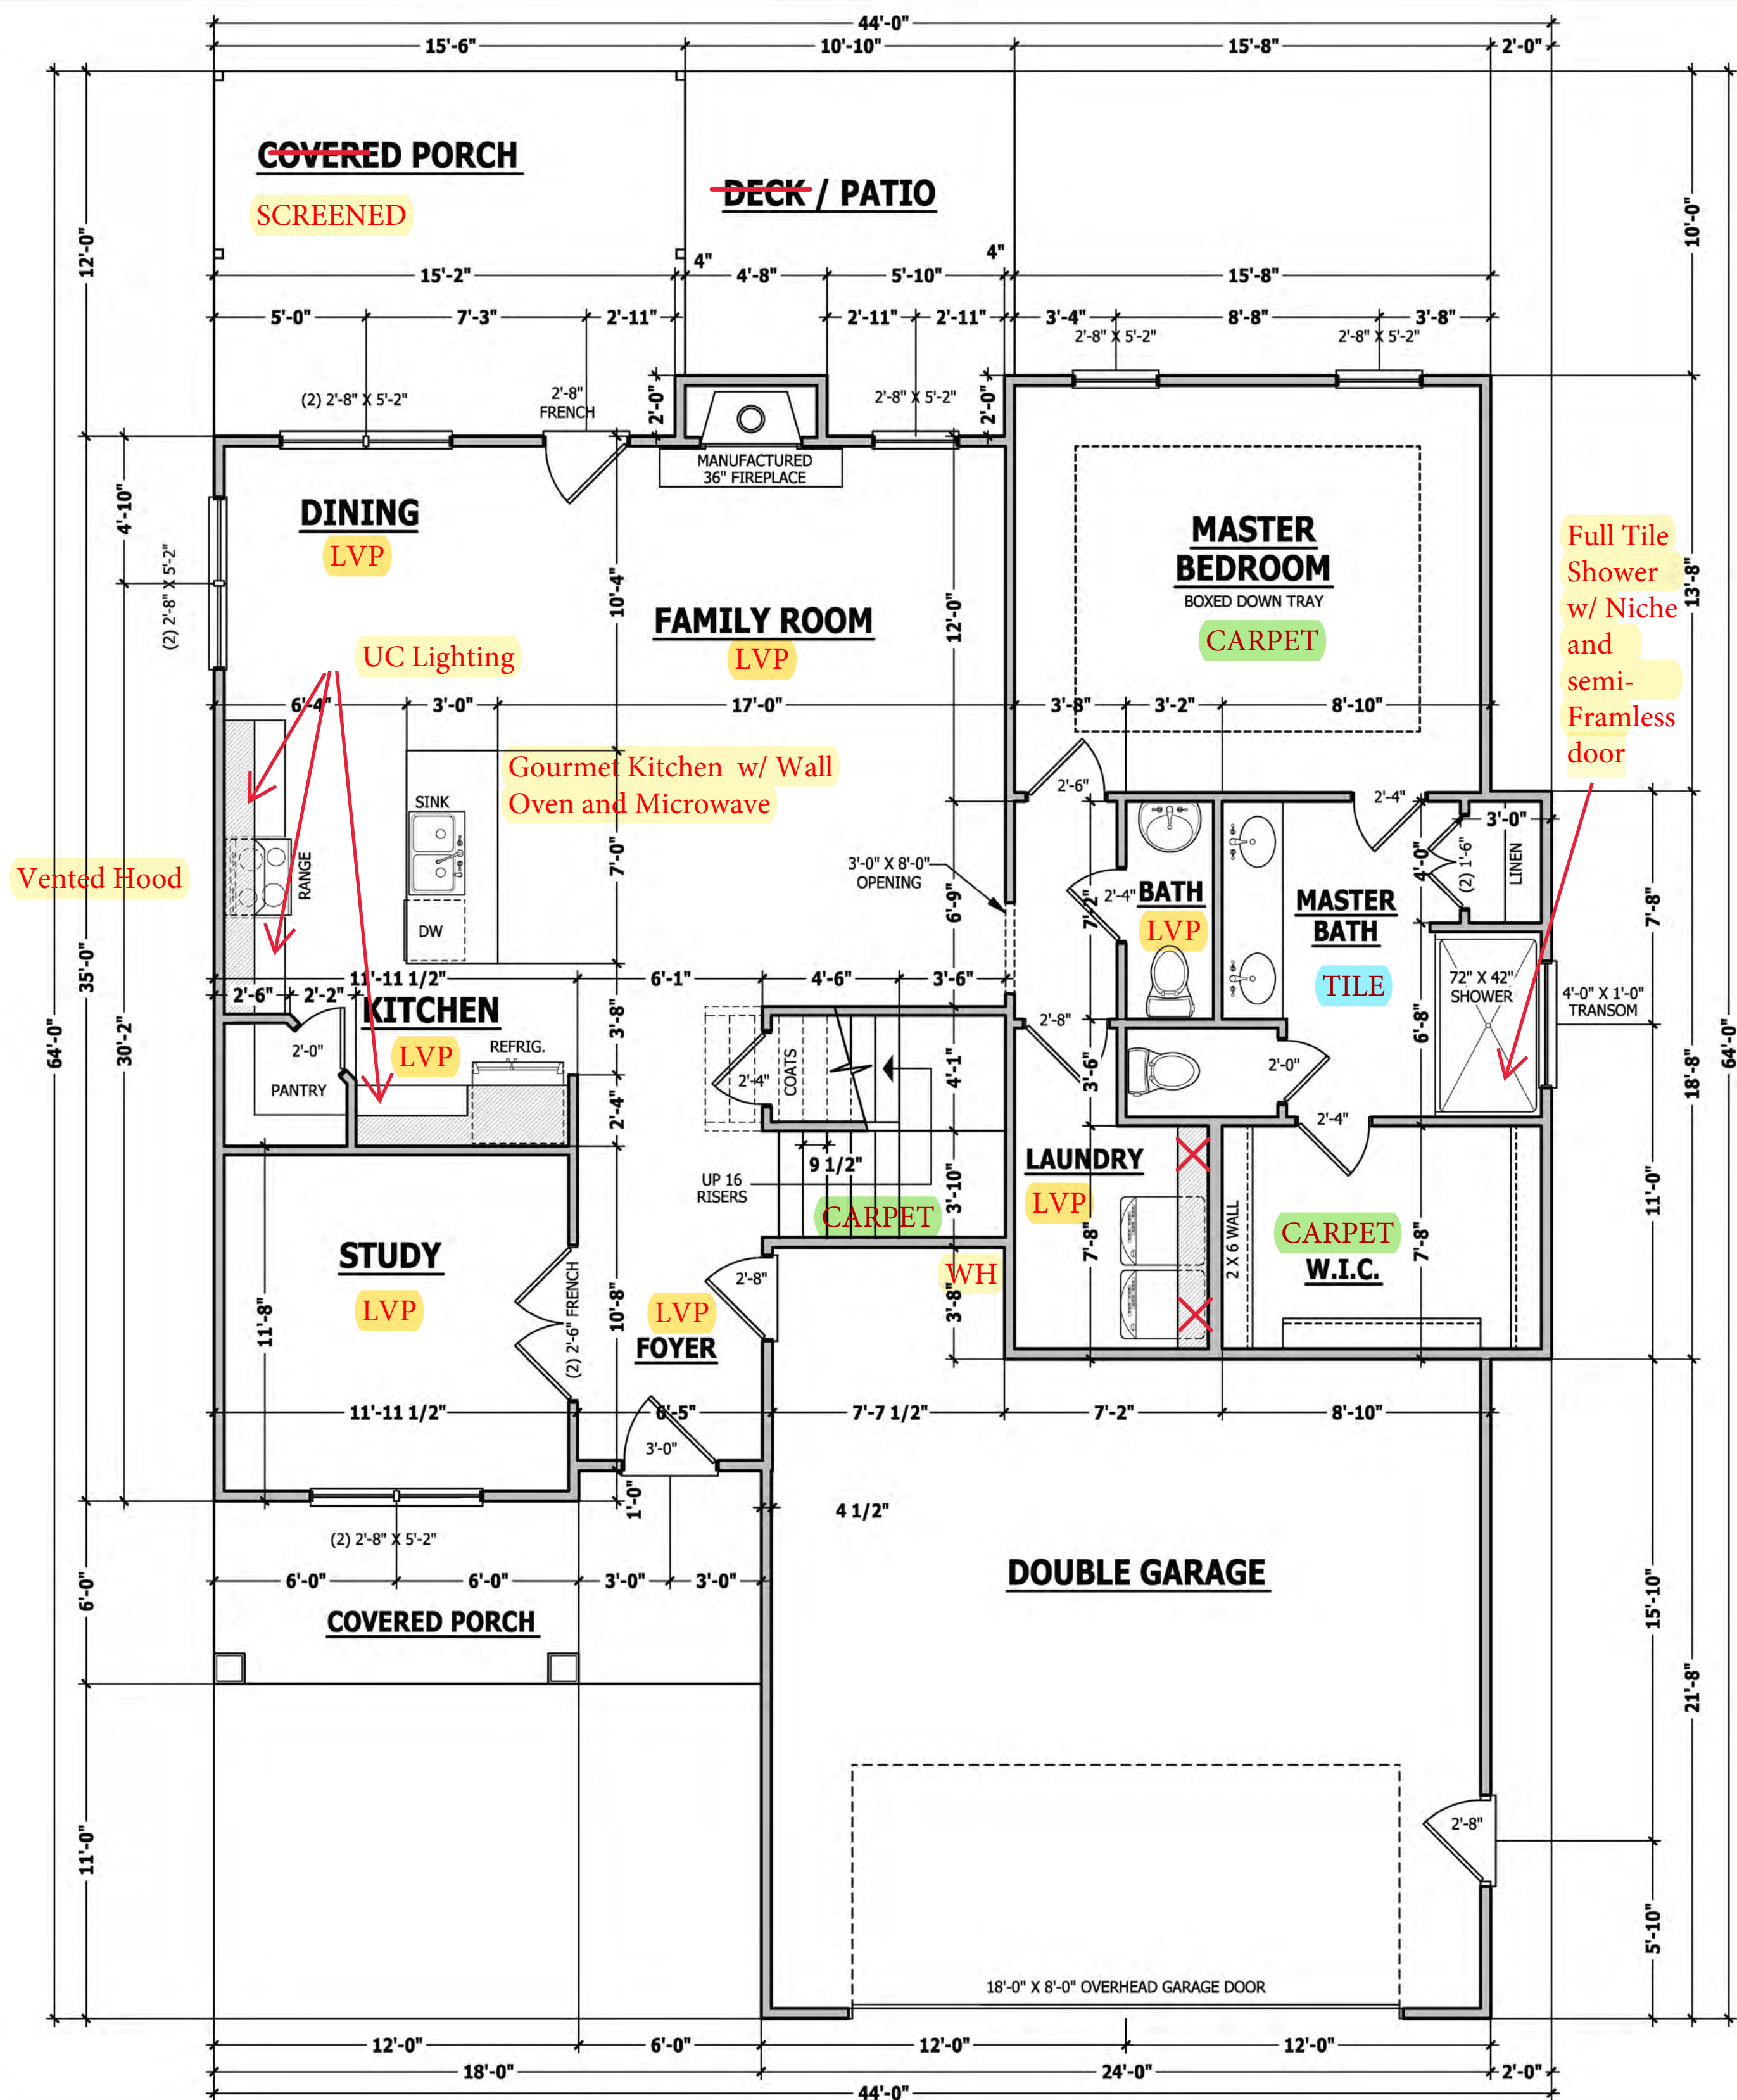 44'-0"
15'-6" 10'-10" 15'-8" 2'-0"
COVERED PORCH
SCREENED
DECK / PATIO
12'-0"
10'-0"
4" 4"
15'-2" 4'-8" 5'-10" 15'-8"
5'-0" 7'-3" 2'-11" 2'-11" 2'-11" 3'-4" 8'-8" 3'-8"
2'-8" X 5'-2" 2'-8" X 5'-2"
(2) 2'-8" X 5'-2"
2'-8"
FRENCH
2'-0"
2'-8" X 5'-2"
2'-0"
MANUFACTURED
36" FIREPLACE
4'-10"
(2) 2'-8" X 5'-2"
DINING
LVP
10'-4"
FAMILY ROOM
LVP
12'-0"
MASTER
BEDROOM
BOXED DOWN TRAY
CARPET
13'-8"
Full Tile
Shower
w/ Niche
and
semi-
Framless
door
UC Lighting
6'-4" 3'-0" 17'-0" 3'-8" 3'-2" 8'-10"
Gourmet Kitchen w/ Wall
Oven and Microwave
2'-6" 2'-4"
SINK
3'-0"
Vented Hood
RANGE
7'-0"
3'-0" X 8'-0"
OPENING
6'-9"
7'-2"
2'-4"
BATH
LVP
MASTER
BATH
TILE
4'-0"
(2) 1'-6"
LINEN
7'-8"
DW
35'-0"
64'-0"
30'-2"
11'-11 1/2" 6'-1" 4'-6" 3'-6"
2'-6" 2'-2"
KITCHEN
LVP
3'-8"
72" X 42"
SHOWER
4'-0" X 1'-0"
TRANSOM
6'-8"
18'-8"
64'-0"
2'-0"
PANTRY
REFRIG.
2'-4"
2'-4"
COATS
4'-1"
2'-8"
3'-6"
2'-0"
2'-4"
9 1/2"
UP 16
RISERS
CARPET
3'-10"
LAUNDRY
LVP
7'-8"
2 X 6 WALL
CARPET
W.I.C.
7'-8"
11'-0"
STUDY
LVP
11'-8"
(2) 2'-6" FRENCH
10'-8"
LVP
FOYER
2'-8"
WH
3'-8"
11'-11 1/2" 6'-5" 7'-7 1/2" 7'-2" 8'-10"
3'-0"
1'-0"
4 1/2"
(2) 2'-8" X 5'-2"
6'-0" 6'-0" 3'-0" 3'-0"
6'-0"
COVERED PORCH
DOUBLE GARAGE
15'-10"
21'-8"
11'-0"
2'-8"
5'-10"
18'-0" X 8'-0" OVERHEAD GARAGE DOOR
12'-0" 6'-0" 12'-0" 12'-0"
18'-0" 24'-0" 2'-0"
44'-0"